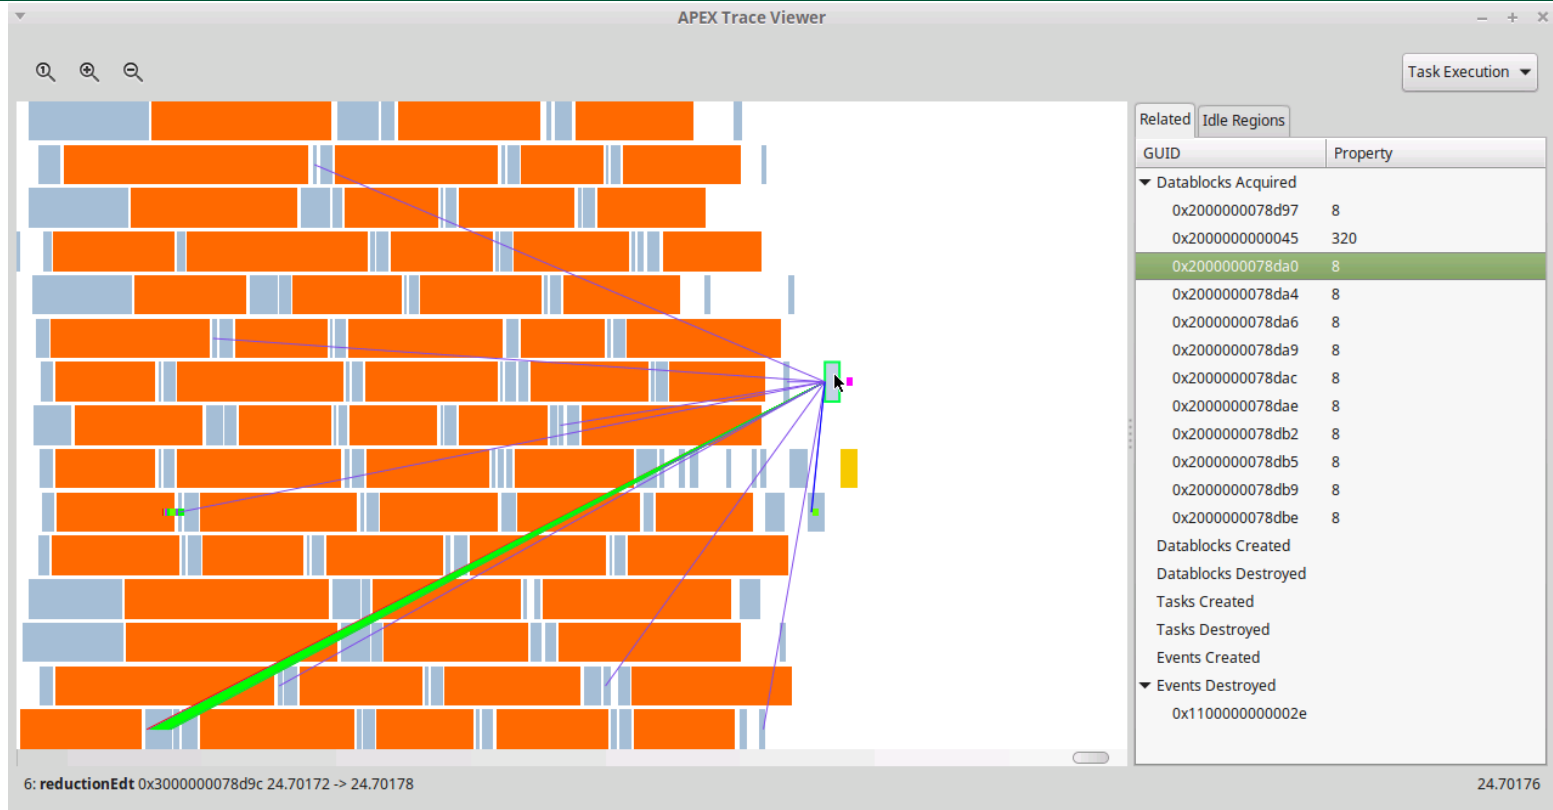 APEX Trace Viewer
Task Execution
Related Idle Regions
GUID Property
Datablocks Acquired
0x2000000078d97 8
0x2000000000045 320
0x2000000078da0 8
0x2000000078da4 8
0x2000000078da6 8
0x2000000078da9 8
0x2000000078dac 8
0x2000000078dae 8
0x2000000078db2 8
0x2000000078db5 8
0x2000000078db9 8
0x2000000078dbe 8
Datablocks Created
Datablocks Destroyed
Tasks Created
Tasks Destroyed
Events Created
Events Destroyed
0x1100000000002e
6: reductionEdt 0x3000000078d9c 24.70172 -> 24.70178
24.70176